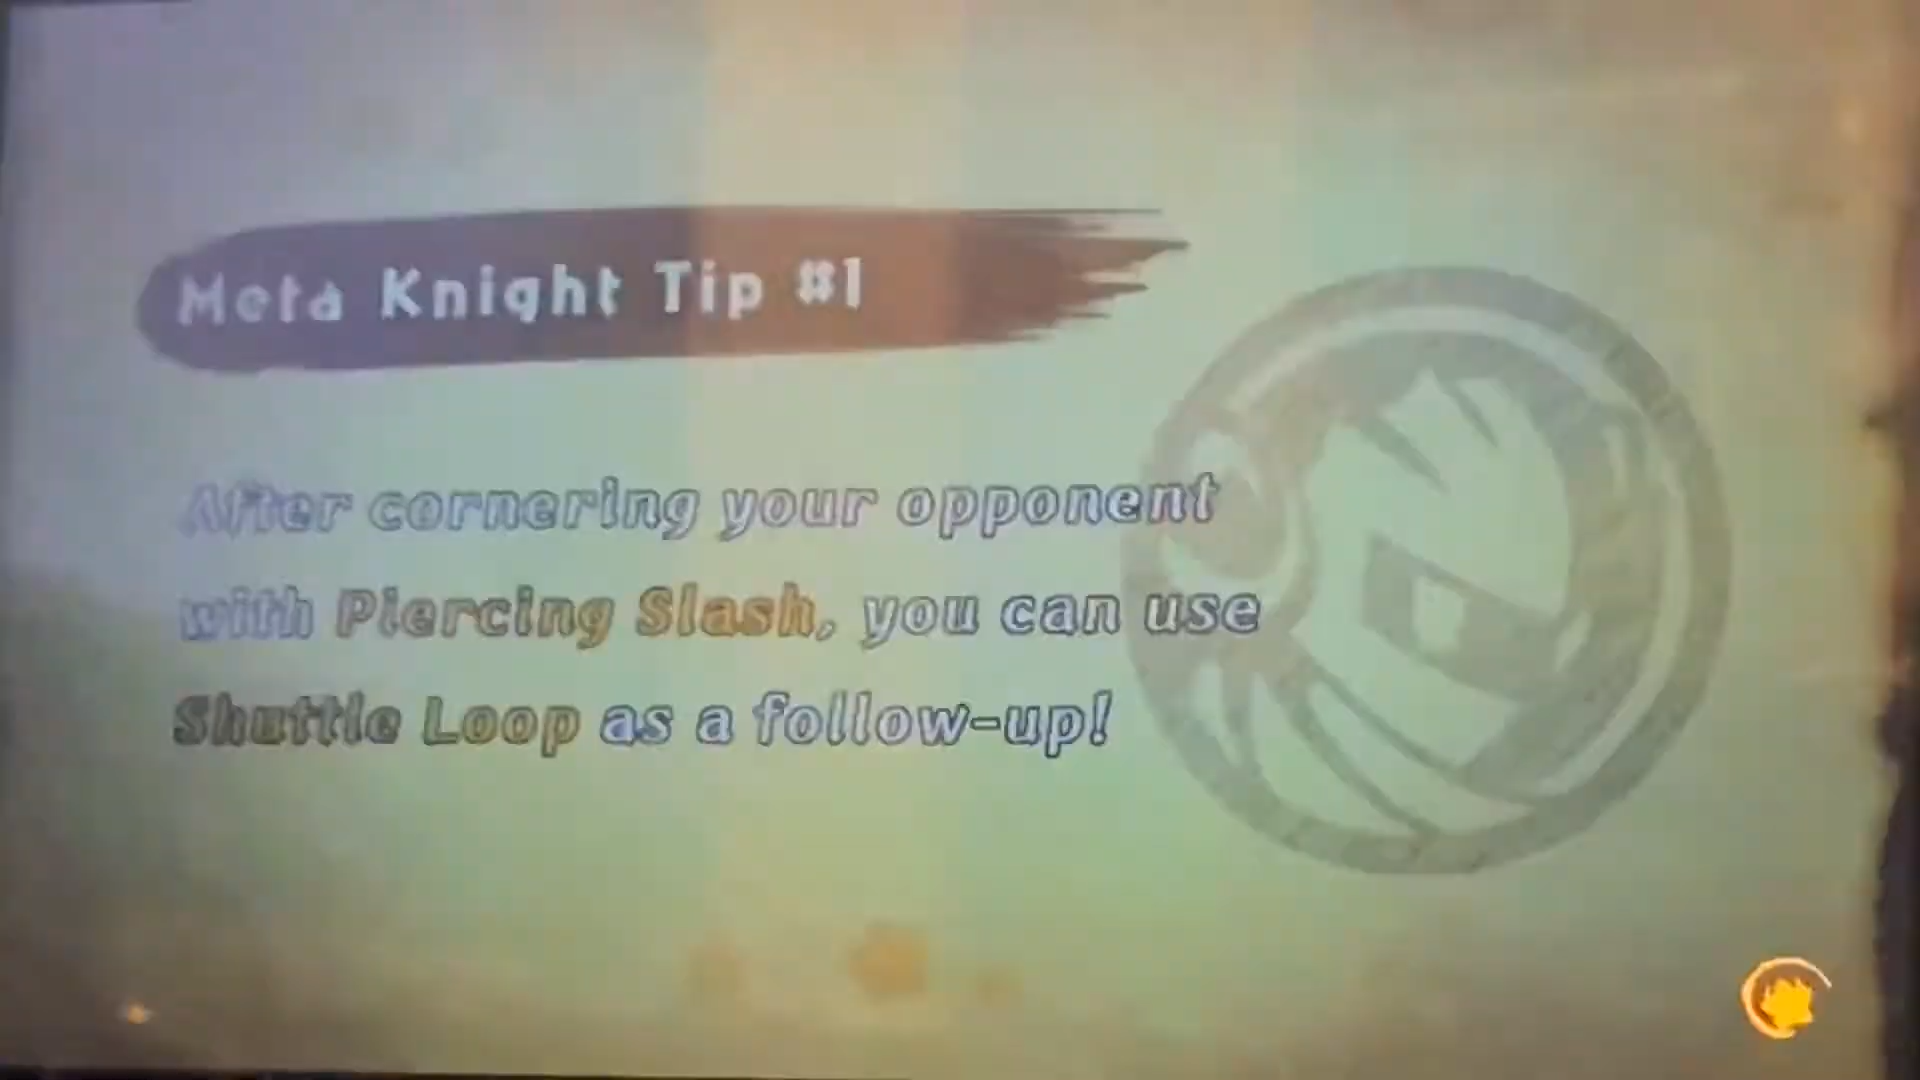 Meta Knight Tip #1
After cornering your opponent
with Piercing Slash, you can use
Shuttle Loop as a follow-up!